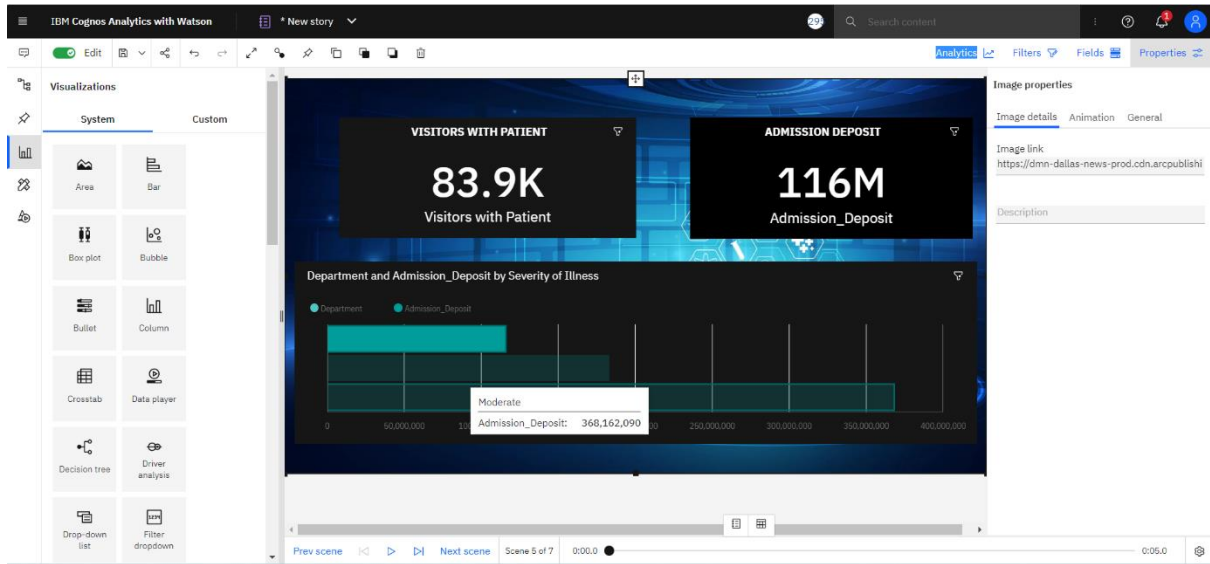 IBM Cognos Analytics with Watson
* New story
295
Search content
Edit
Analytics
Filters
Fields
Properties
Visualizations
System
Custom
Area
Bar
Box plot
Bubble
Bullet
Column
Crosstab
Data player
Decision tree
Driver
analysis
Drop-down
list
Filter
dropdown
VISITORS WITH PATIENT
83.9K
Visitors with Patient
ADMISSION DEPOSIT
116M
Admission_Deposit
Department and Admission_Deposit by Severity of Illness
Department
Admission_Deposit
Moderate
Admission_Deposit: 368,162,090
0
50,000,000
250,000,000
300,000,000
350,000,000
400,000,000
Image properties
Image details
Animation
General
Image link
https://dmn-dallas-news-prod.cdn.arcpublishi
Description
Prev scene
Next scene
Scene 5 of 7
0:00.0
0:05.0